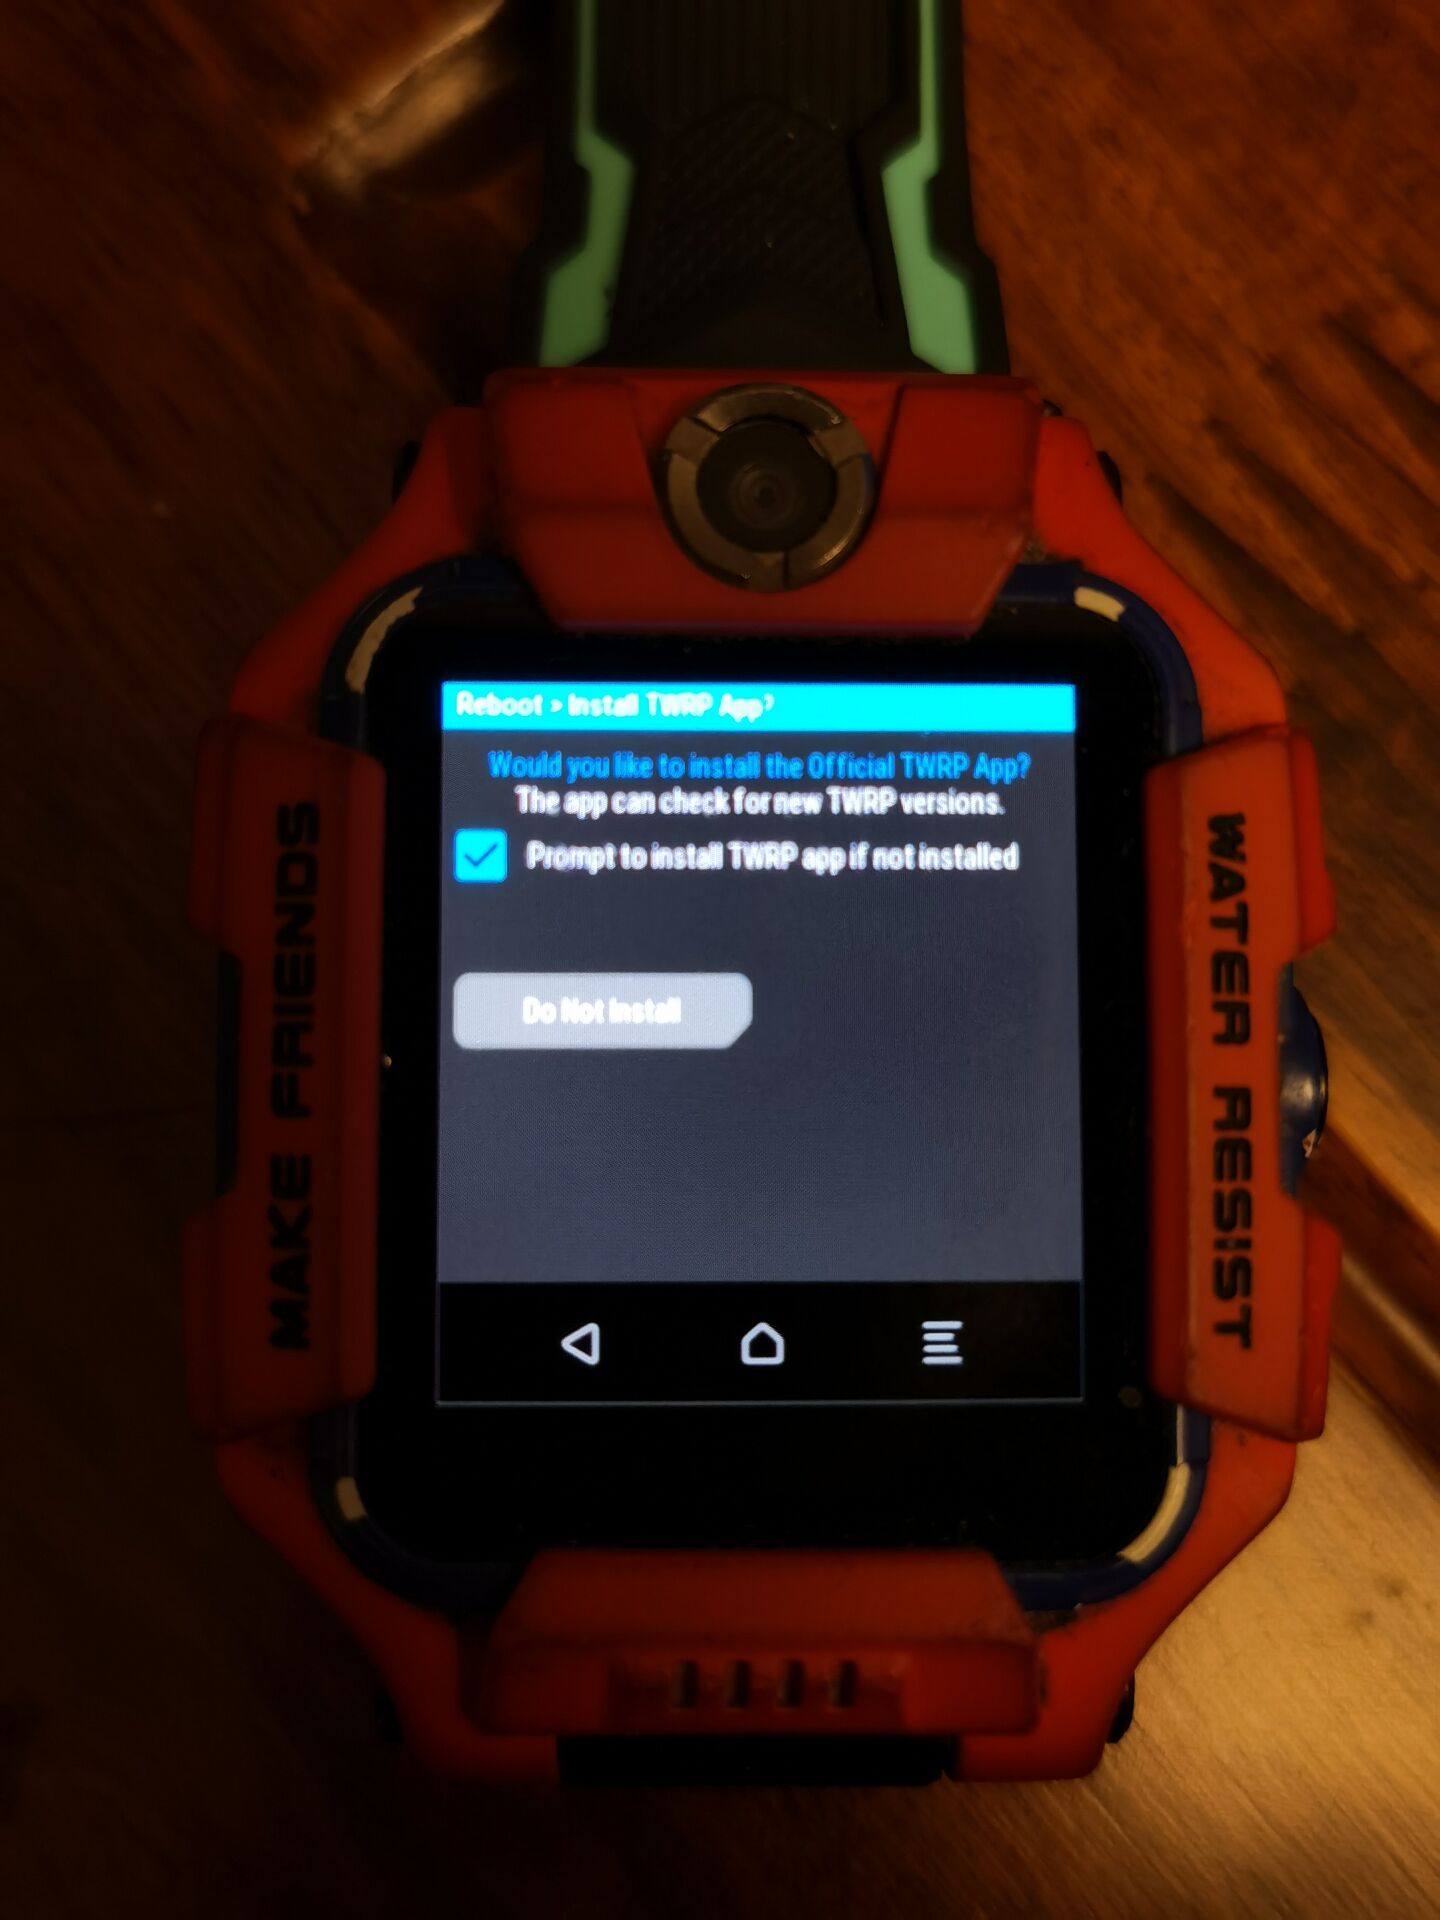 Reboot > Install TWRP App?
Would you like to install the Official TWRP App?
The app can check for new TWRP versions.
Prompt to install TWRP app if not installed
Do Not Install
MAKE FRIENDS
WATER RESIST